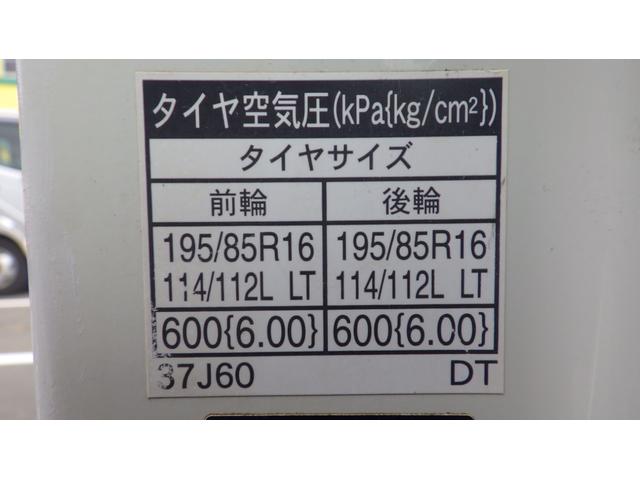 タイヤ空気圧(kPa{kg/cm²})
タイヤサイズ
前輪 後輪
195/85R16 195/85R16
114/112L LT 114/112L LT
600{6.00} 600{6.00}
37J60 DT